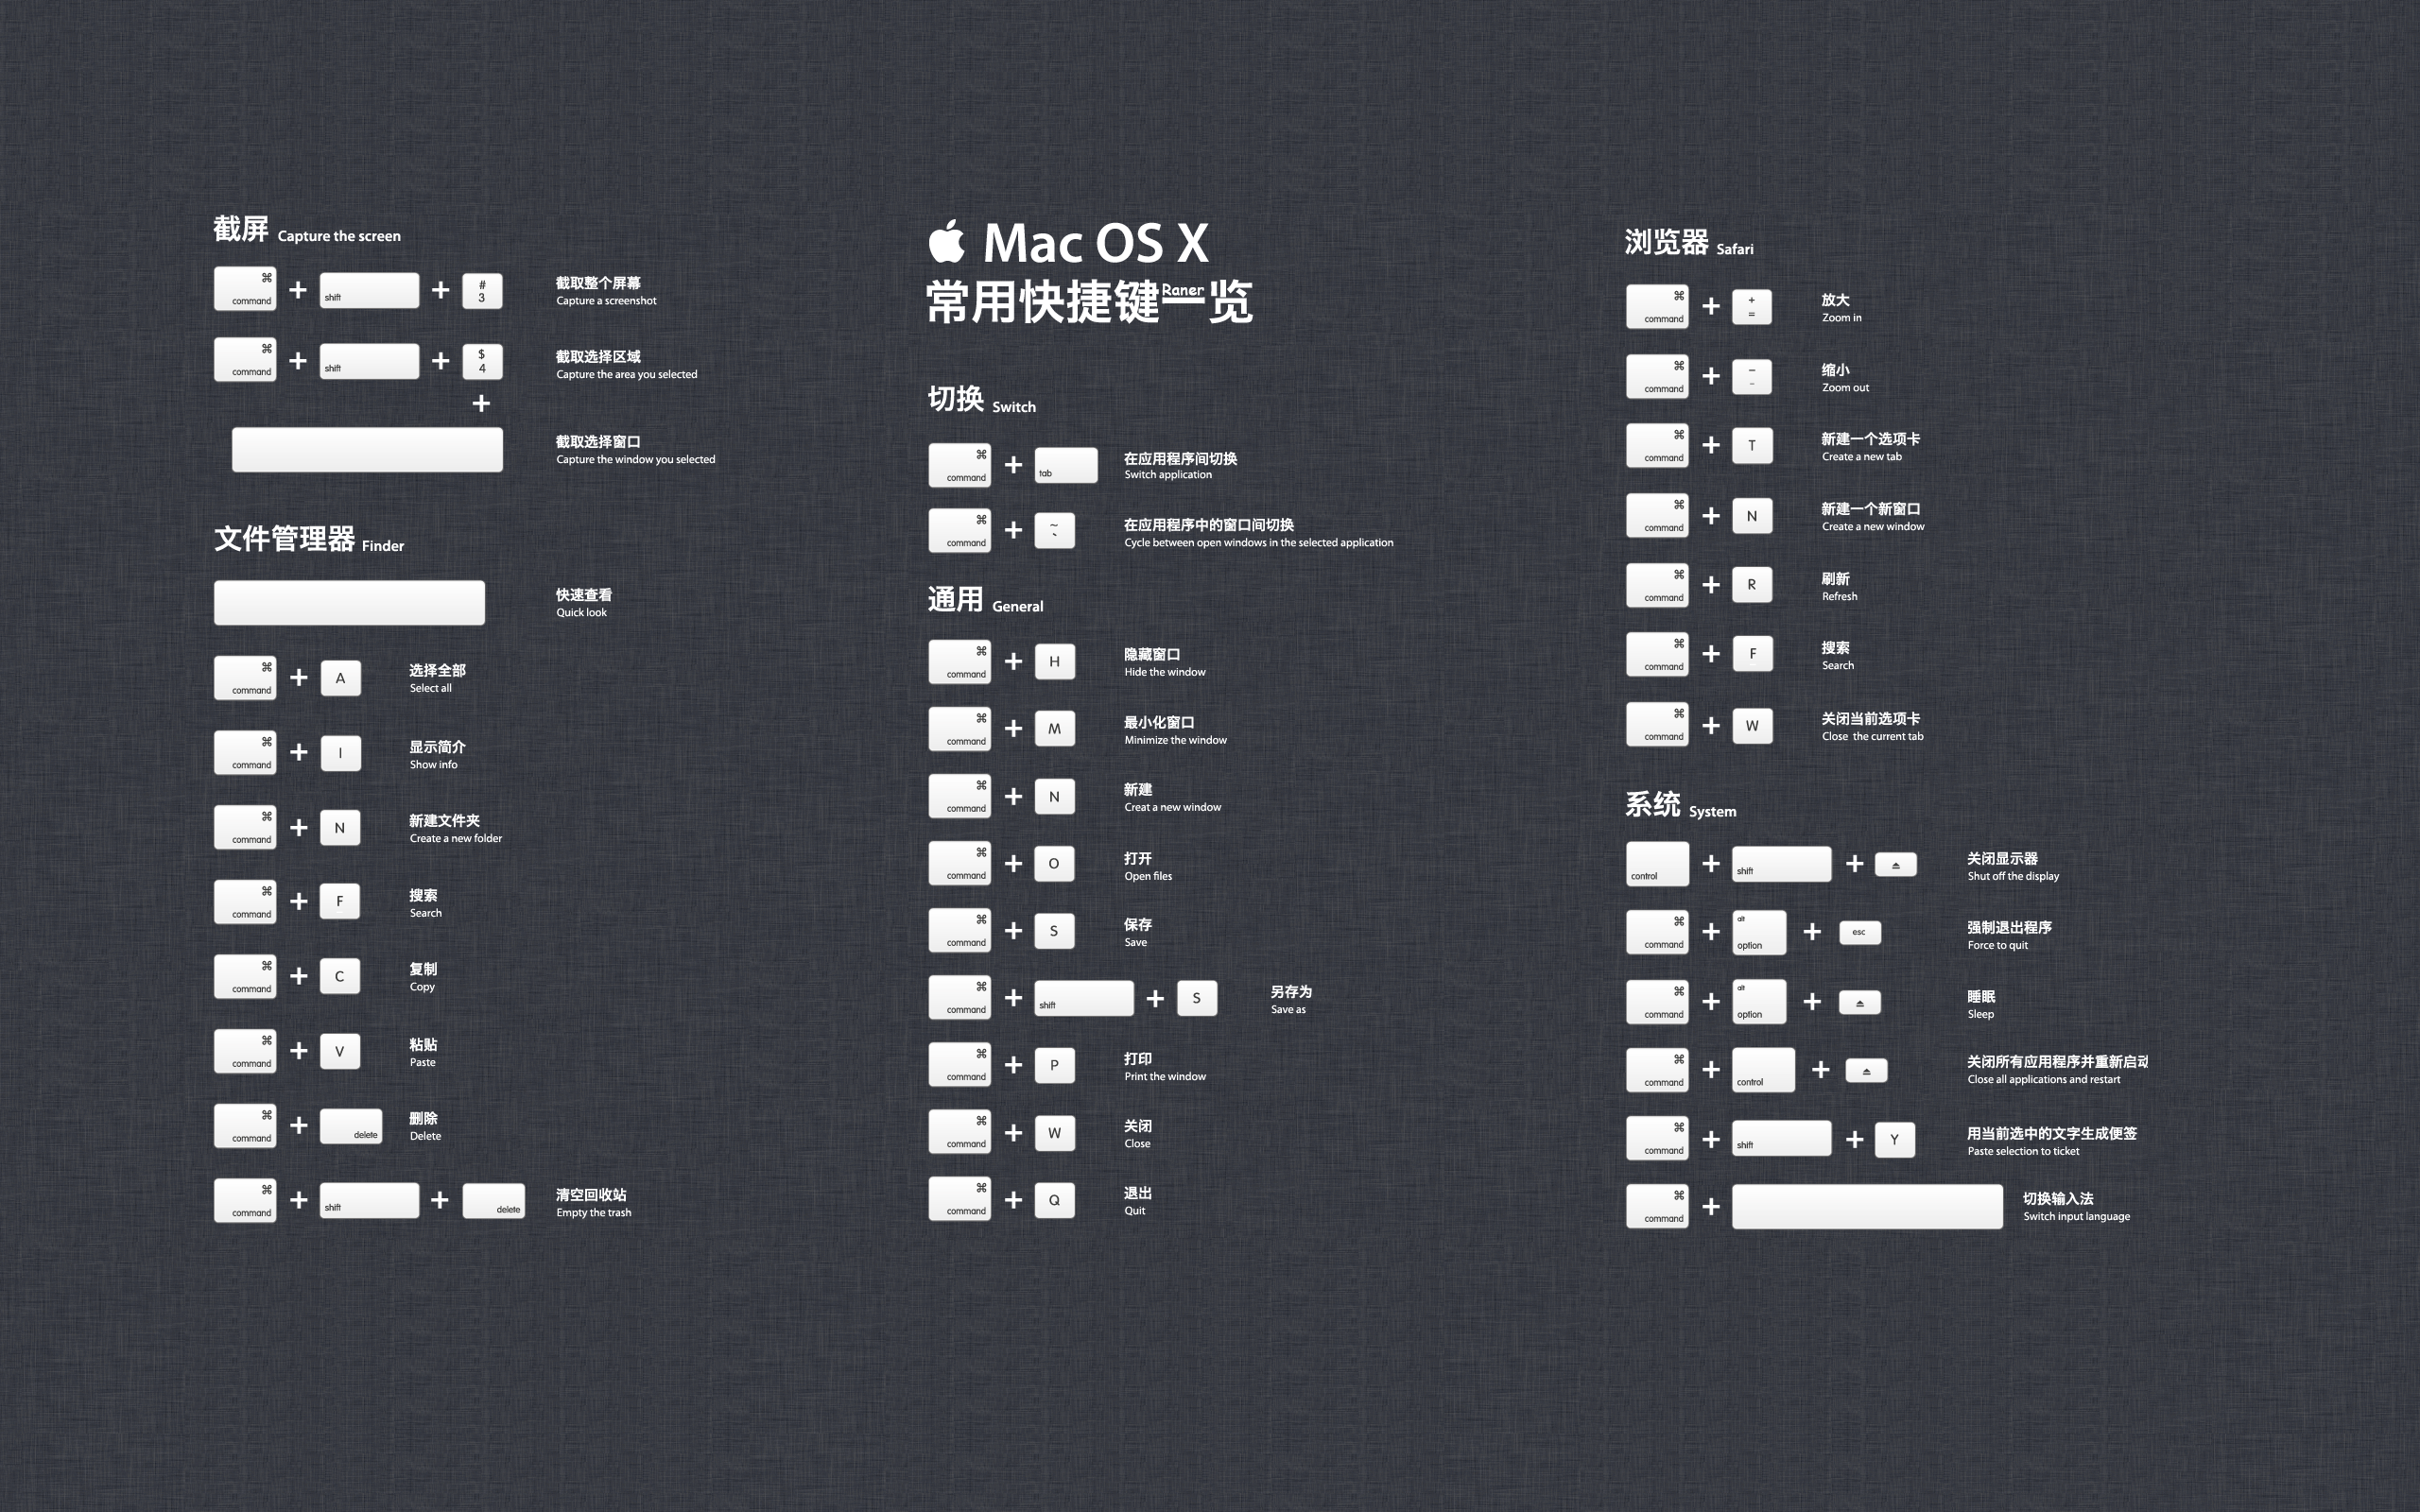 截屏 Capture the screen
⌘ command + shift + # 3
截取整个屏幕
Capture a screenshot
⌘ command + shift + $ 4
截取选择区域
Capture the area you selected
+
截取选择窗口
Capture the window you selected
文件管理器 Finder
快速查看
Quick look
⌘ command + A
选择全部
Select all
⌘ command + I
显示简介
Show info
⌘ command + N
新建文件夹
Create a new folder
⌘ command + F
搜索
Search
⌘ command + C
复制
Copy
⌘ command + V
粘贴
Paste
⌘ command + delete
删除
Delete
⌘ command + shift + delete
清空回收站
Empty the trash
Mac OS X
常用快捷键一览
Raner
切换 Switch
⌘ command + tab
在应用程序间切换
Switch application
⌘ command + ~ `
在应用程序中的窗口间切换
Cycle between open windows in the selected application
通用 General
⌘ command + H
隐藏窗口
Hide the window
⌘ command + M
最小化窗口
Minimize the window
⌘ command + N
新建
Creat a new window
⌘ command + O
打开
Open files
⌘ command + S
保存
Save
⌘ command + shift + S
另存为
Save as
⌘ command + P
打印
Print the window
⌘ command + W
关闭
Close
⌘ command + Q
退出
Quit
浏览器 Safari
⌘ command + + =
放大
Zoom in
⌘ command + – -
缩小
Zoom out
⌘ command + T
新建一个选项卡
Create a new tab
⌘ command + N
新建一个新窗口
Create a new window
⌘ command + R
刷新
Refresh
⌘ command + F
搜索
Search
⌘ command + W
关闭当前选项卡
Close the current tab
系统 System
control + shift + ⏏
关闭显示器
Shut off the display
⌘ command + alt option + esc
强制退出程序
Force to quit
⌘ command + alt option + ⏏
睡眠
Sleep
⌘ command + control + ⏏
关闭所有应用程序并重新启动
Close all applications and restart
⌘ command + shift + Y
用当前选中的文字生成便签
Paste selection to ticket
⌘ command +
切换输入法
Switch input language